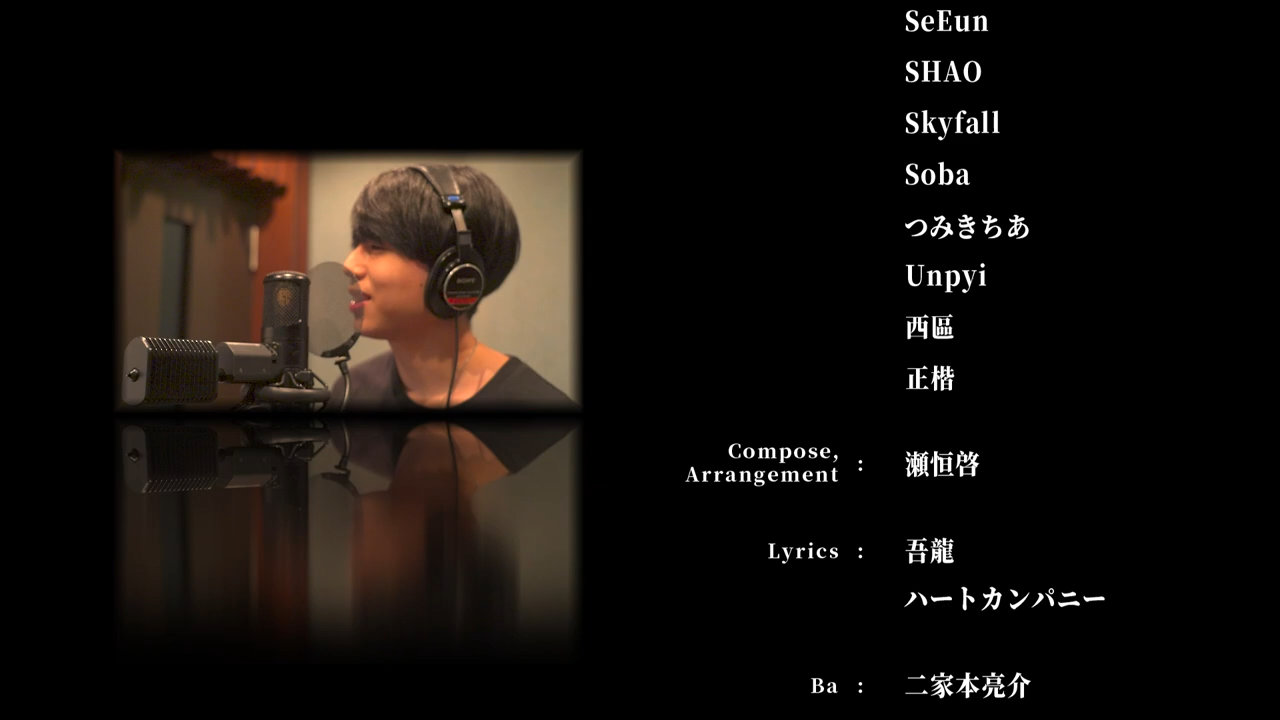 SeEun
SHAO
Skyfall
Soba
つみきちあ
Unpyi
西區
正楷
Compose,
Arrangement : 瀬恒啓
Lyrics : 吾龍
ハートカンパニー
Ba : 二家本亮介
SONY